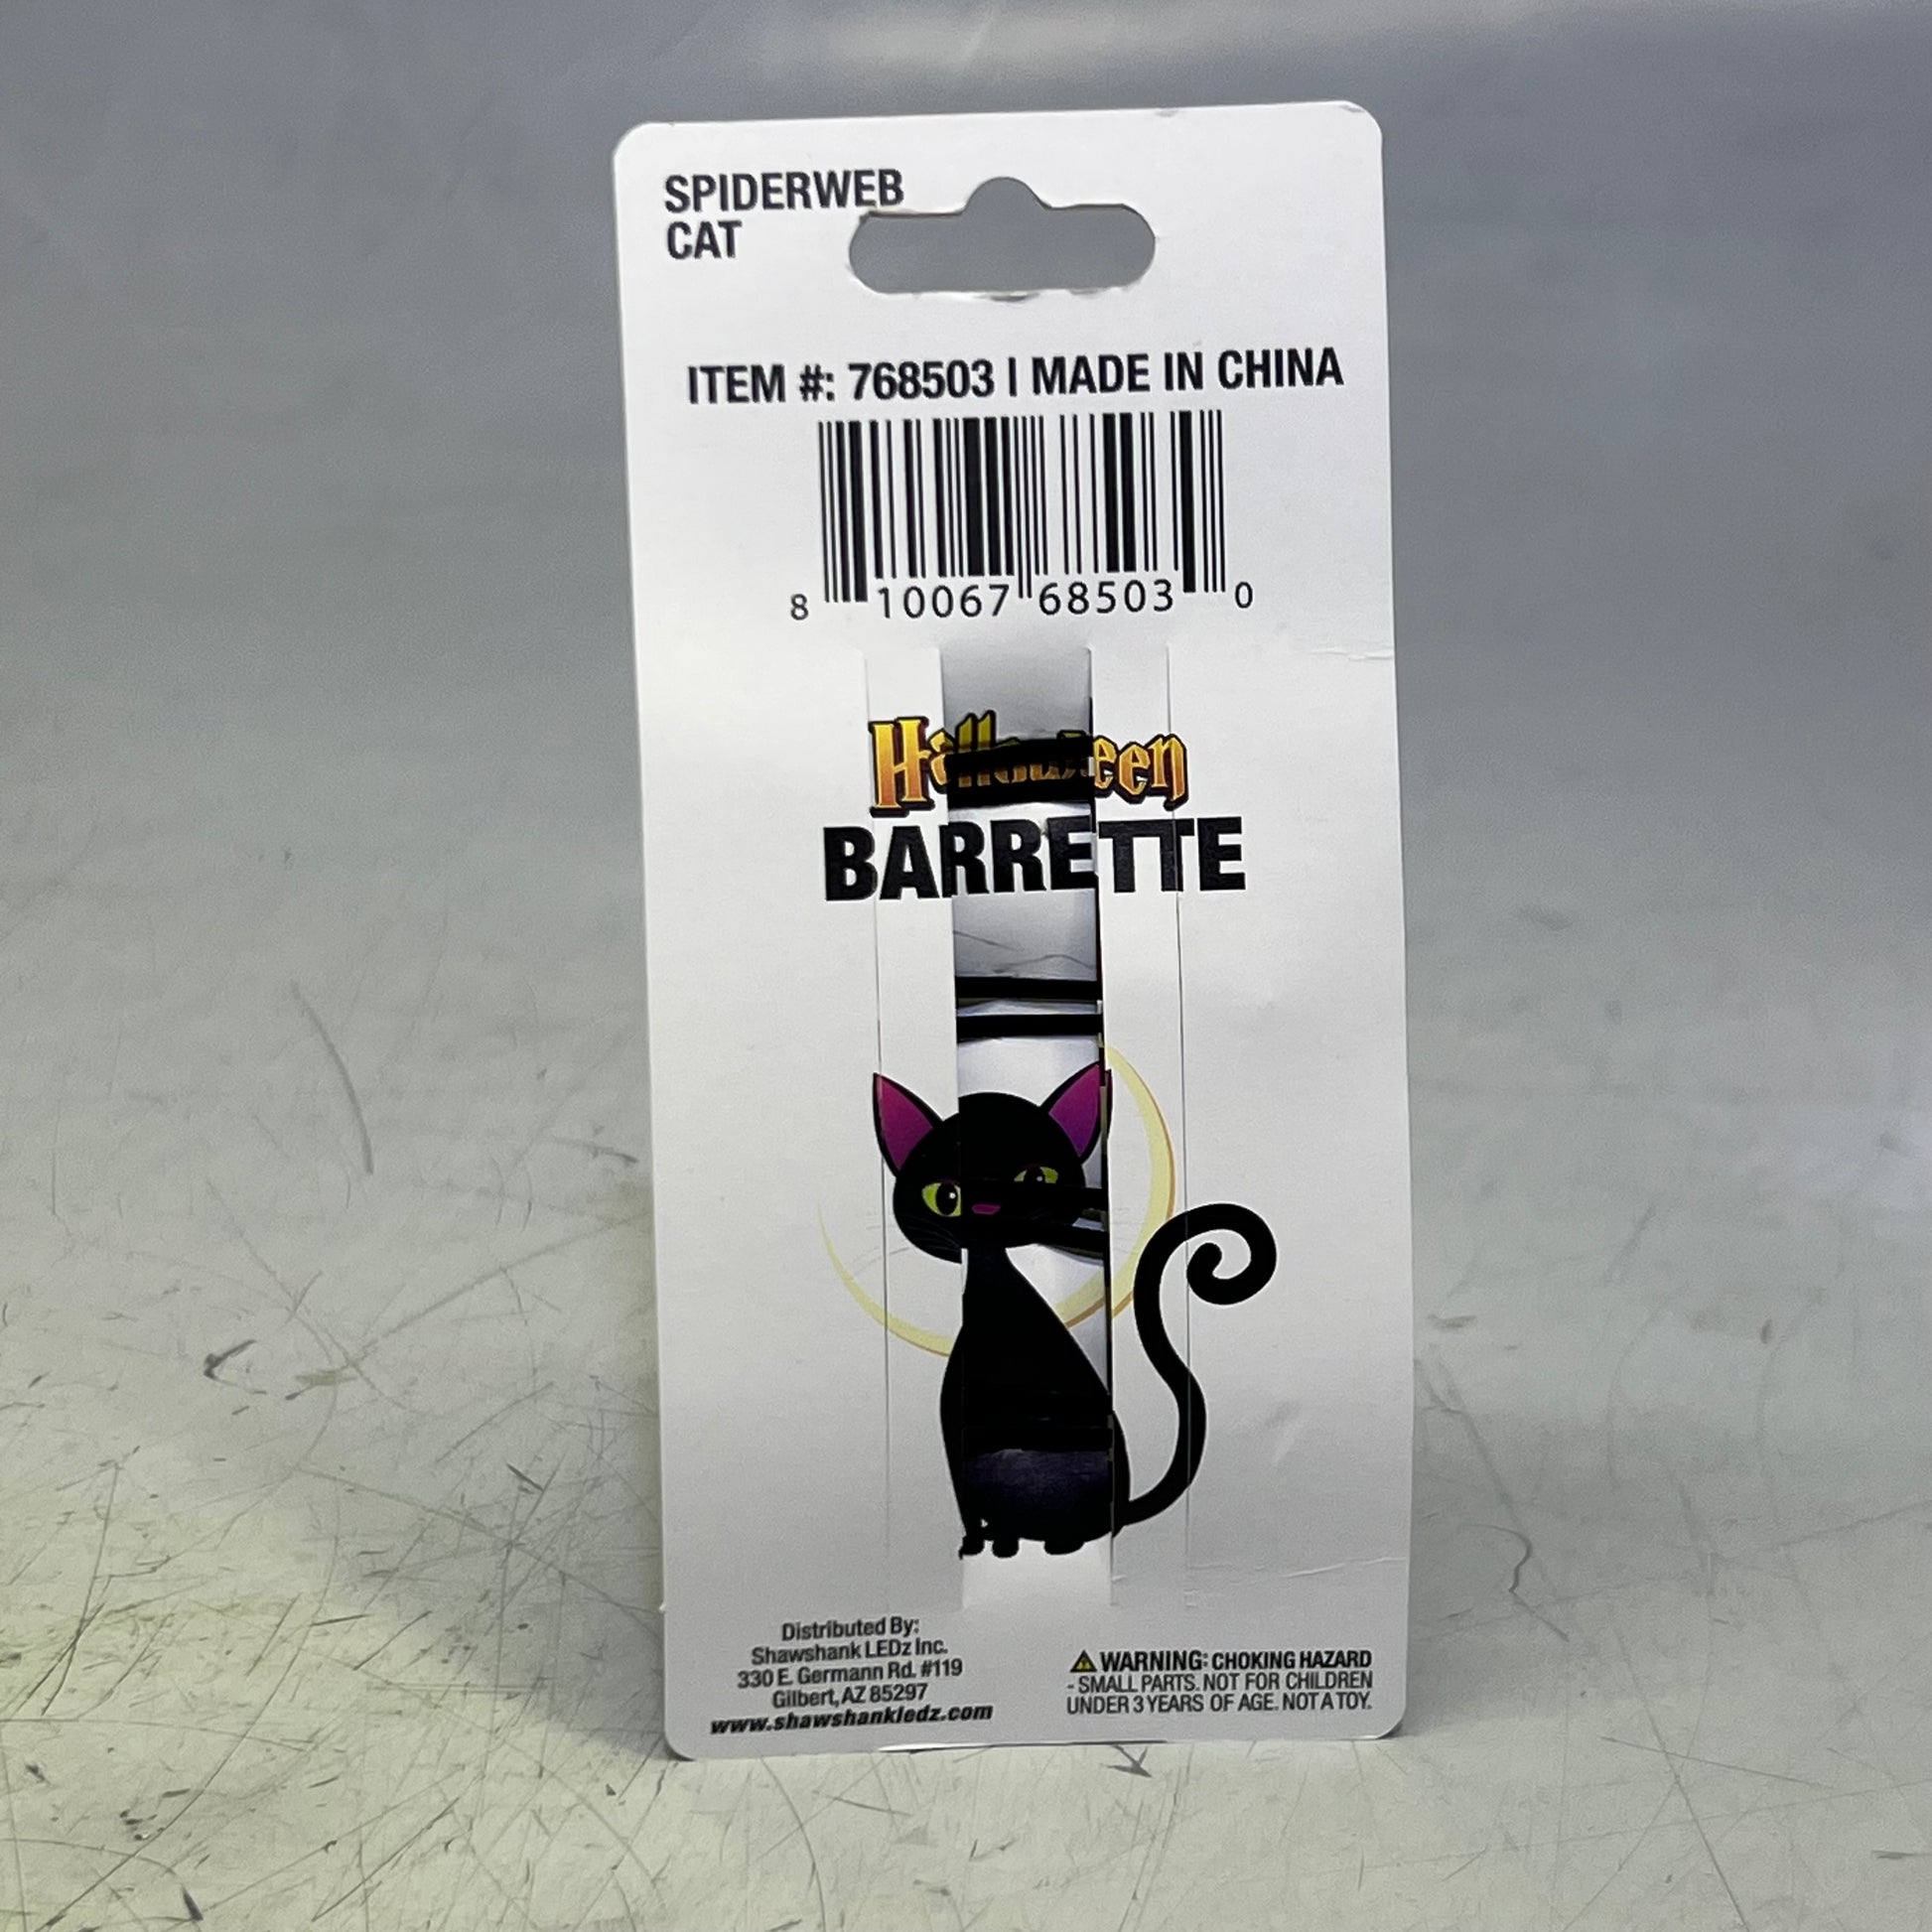 SPIDERWEB
CAT
ITEM #: 768503 | MADE IN CHINA
8 10067 68503 0
Halloween
BARRETTE
Distributed By:
Shawshank LEDz Inc.
330 E. Germann Rd. #119
Gilbert, AZ 85297
www.shawshankledz.com
WARNING: CHOKING HAZARD
- SMALL PARTS. NOT FOR CHILDREN
UNDER 3 YEARS OF AGE. NOT A TOY.